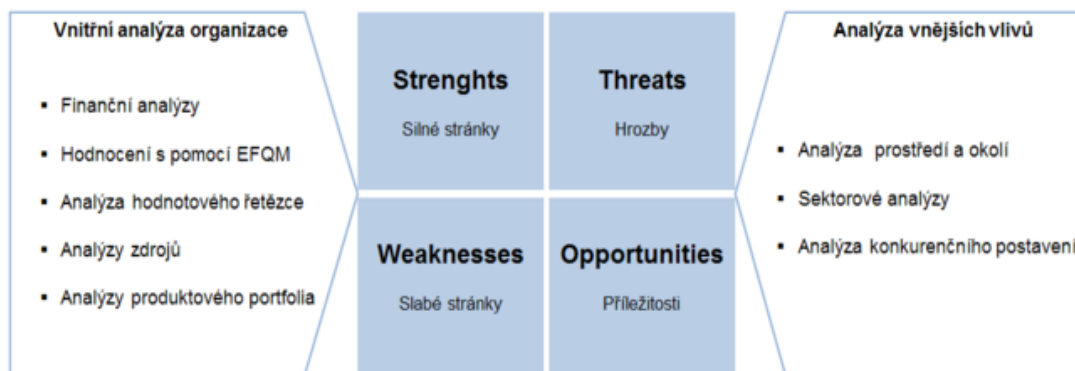 Vnitřní analýza organizace
▪ Finanční analýzy
▪ Hodnocení s pomocí EFQM
▪ Analýza hodnotového řetězce
▪ Analýzy zdrojů
▪ Analýzy produktového portfolia
Strenghts
Silné stránky
Threats
Hrozby
Weaknesses
Slabé stránky
Opportunities
Příležitosti
Analýza vnějších vlivů
▪ Analýza prostředí a okolí
▪ Sektorové analýzy
▪ Analýza konkurenčního postavení